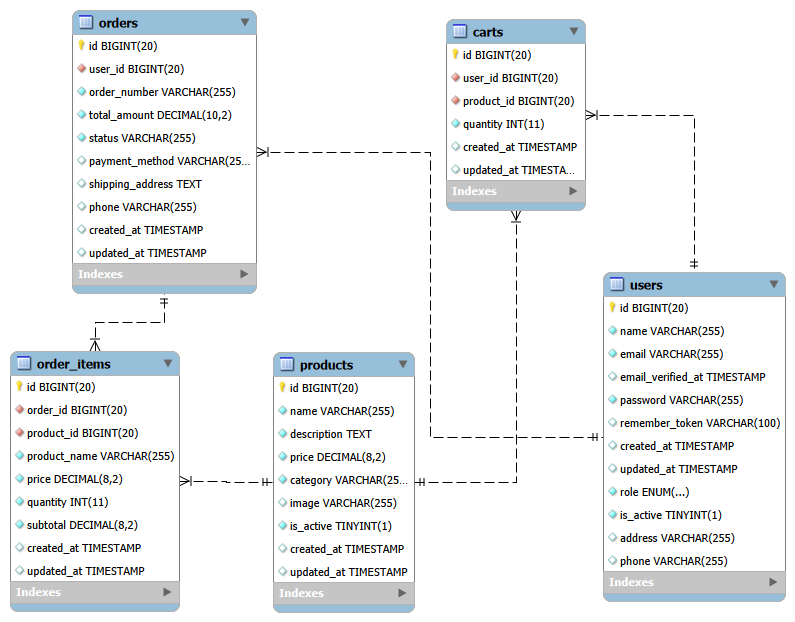 orders
id BIGINT(20)
user_id BIGINT(20)
order_number VARCHAR(255)
total_amount DECIMAL(10,2)
status VARCHAR(255)
payment_method VARCHAR(25...
shipping_address TEXT
phone VARCHAR(255)
created_at TIMESTAMP
updated_at TIMESTAMP
Indexes
carts
id BIGINT(20)
user_id BIGINT(20)
product_id BIGINT(20)
quantity INT(11)
created_at TIMESTAMP
updated_at TIMESTA...
Indexes
users
id BIGINT(20)
name VARCHAR(255)
email VARCHAR(255)
email_verified_at TIMESTAMP
password VARCHAR(255)
remember_token VARCHAR(100)
created_at TIMESTAMP
updated_at TIMESTAMP
role ENUM(...)
is_active TINYINT(1)
address VARCHAR(255)
phone VARCHAR(255)
Indexes
order_items
id BIGINT(20)
order_id BIGINT(20)
product_id BIGINT(20)
product_name VARCHAR(255)
price DECIMAL(8,2)
quantity INT(11)
subtotal DECIMAL(8,2)
created_at TIMESTAMP
updated_at TIMESTAMP
Indexes
products
id BIGINT(20)
name VARCHAR(255)
description TEXT
price DECIMAL(8,2)
category VARCHAR(25...
image VARCHAR(255)
is_active TINYINT(1)
created_at TIMESTAMP
updated_at TIMESTAMP
Indexes